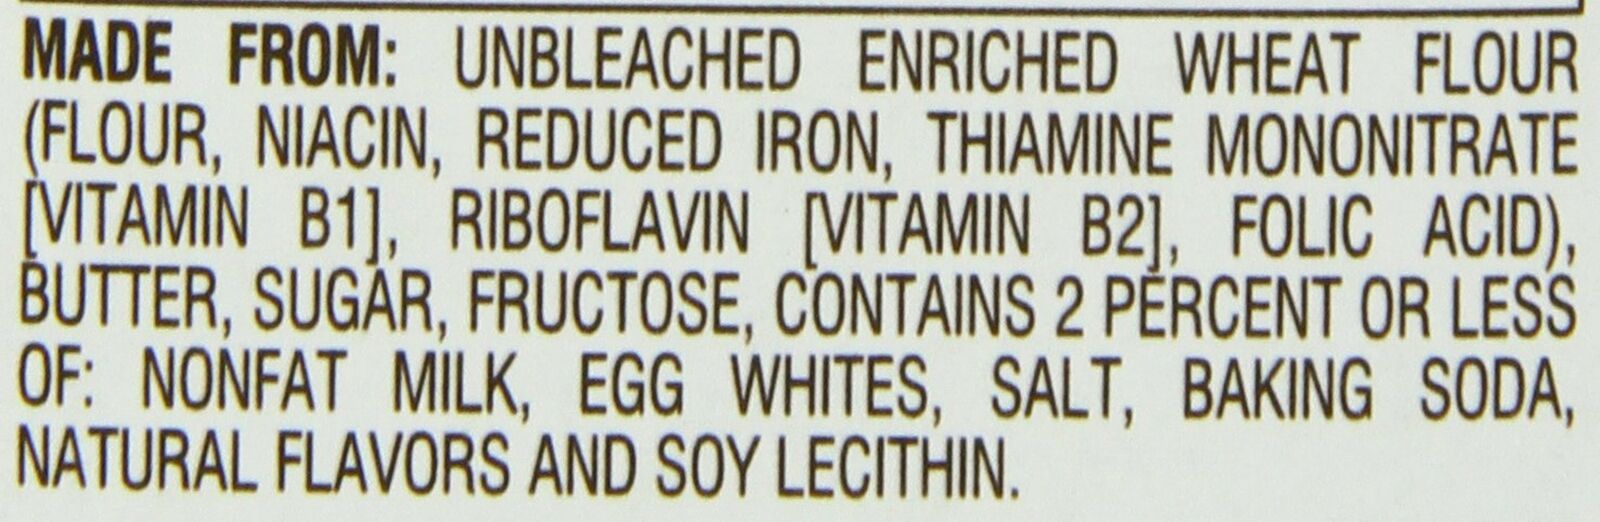 MADE FROM: UNBLEACHED ENRICHED WHEAT FLOUR
(FLOUR, NIACIN, REDUCED IRON, THIAMINE MONONITRATE
[VITAMIN B1], RIBOFLAVIN [VITAMIN B2], FOLIC ACID),
BUTTER, SUGAR, FRUCTOSE, CONTAINS 2 PERCENT OR LESS
OF: NONFAT MILK, EGG WHITES, SALT, BAKING SODA,
NATURAL FLAVORS AND SOY LECITHIN.